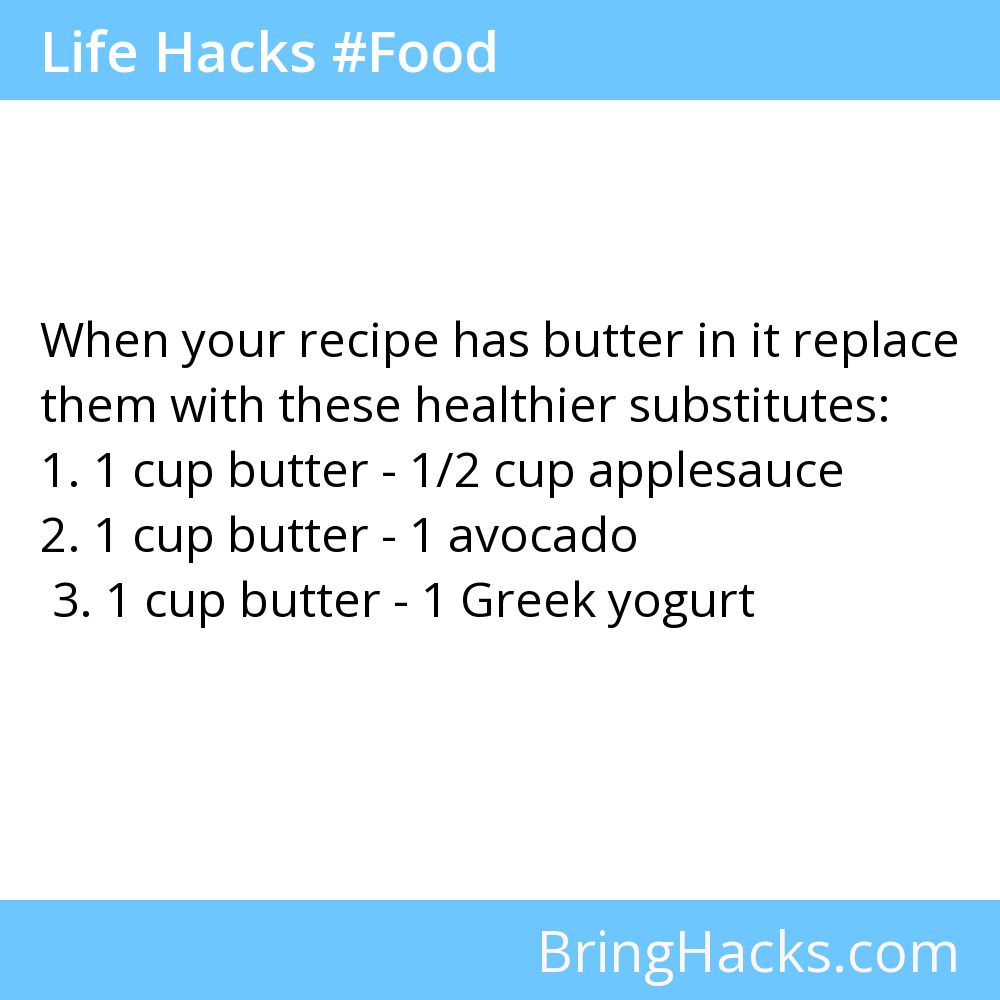 Life Hacks #Food
When your recipe has butter in it replace
them with these healthier substitutes:
1. 1 cup butter - 1/2 cup applesauce
2. 1 cup butter - 1 avocado
3. 1 cup butter - 1 Greek yogurt
BringHacks.com